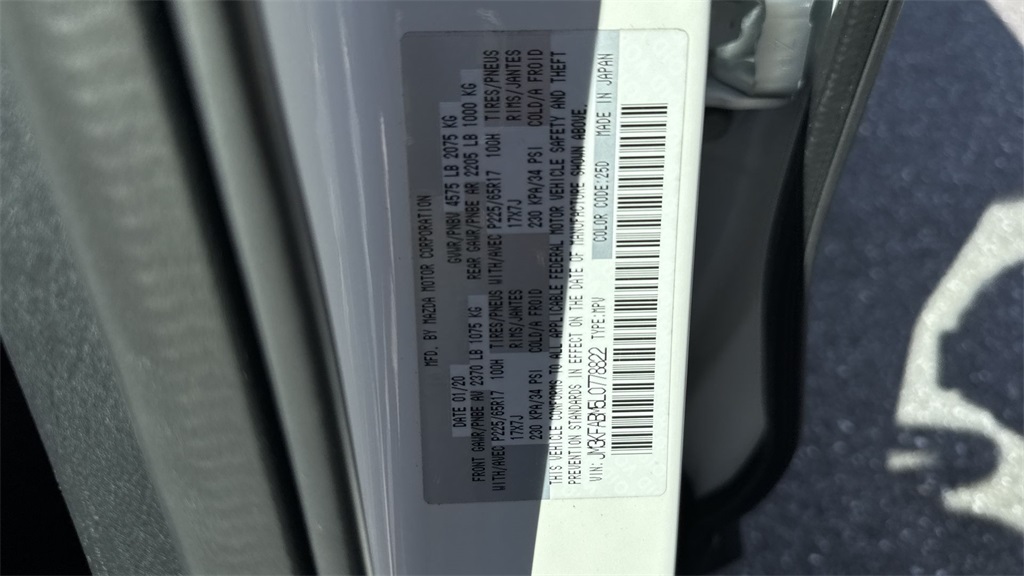 MFD. BY MAZDA MOTOR CORPORATION
DATE 01/20 GVWR/PNBV 4575 LB 2075 KG
FRONT GAWR/PNBE AV 2370 LB 1075 KG REAR GAWR/PNBE AR 2205 LB 1000 KG
WITH/AVEC P225/65R17 100H TIRES/PNEUS WITH/AVEC P225/65R17 100H TIRES/PNEUS
17X7J RIMS/JANTES 17X7J RIMS/JANTES
230 KPA/34 PSI COLD/A FROID 230 KPA/34 PSI COLD/A FROID
THIS VEHICLE CONFORMS TO ALL APPLICABLE FEDERAL MOTOR VEHICLE SAFETY AND THEFT
PREVENTION STANDARDS IN EFFECT ON THE DATE OF MANUFACTURE SHOWN ABOVE.
VIN: JM3KFABM5L0778822 TYPE:MPV COLOR CODE:25D MADE IN JAPAN